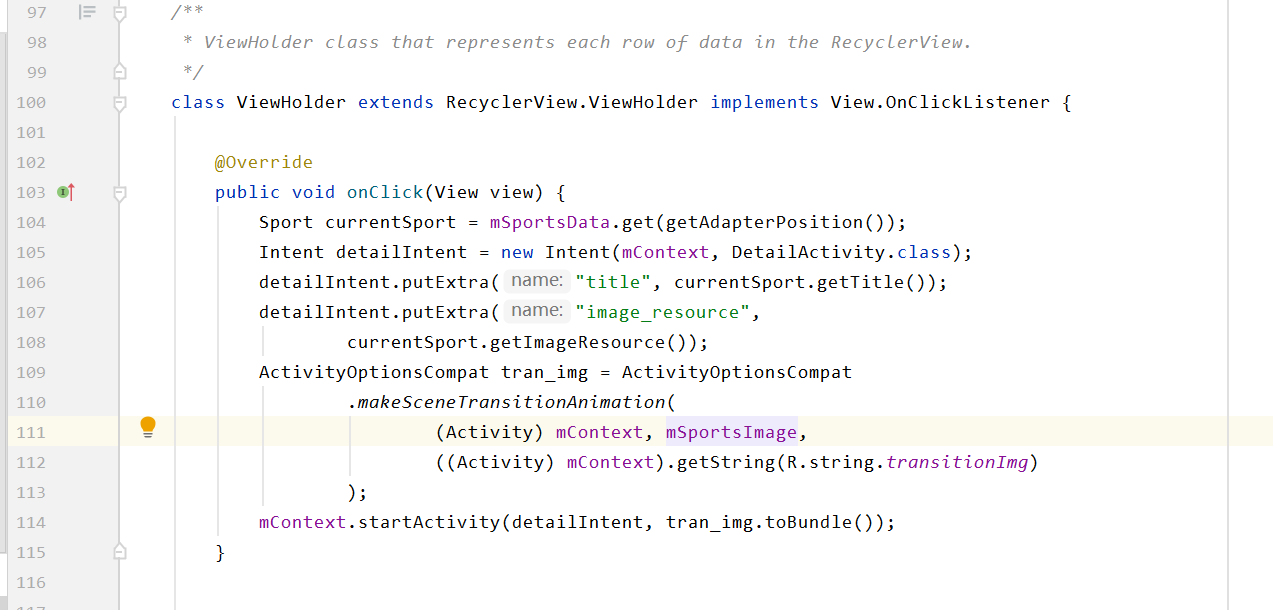 97 /**
98 * ViewHolder class that represents each row of data in the RecyclerView.
99 */
100 class ViewHolder extends RecyclerView.ViewHolder implements View.OnClickListener {
101
102 @Override
103 public void onClick(View view) {
104 Sport currentSport = mSportsData.get(getAdapterPosition());
105 Intent detailIntent = new Intent(mContext, DetailActivity.class);
106 detailIntent.putExtra( name: "title", currentSport.getTitle());
107 detailIntent.putExtra( name: "image_resource",
108 currentSport.getImageResource());
109 ActivityOptionsCompat tran_img = ActivityOptionsCompat
110 .makeSceneTransitionAnimation(
111 (Activity) mContext, mSportsImage,
112 ((Activity) mContext).getString(R.string.transitionImg)
113 );
114 mContext.startActivity(detailIntent, tran_img.toBundle());
115 }
116
117